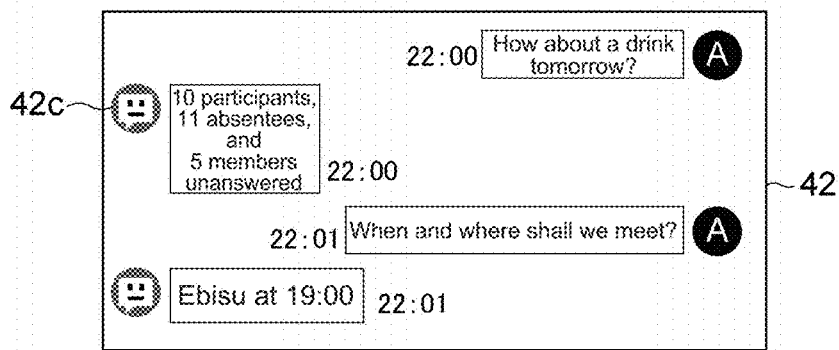 How about a drink
tomorrow?
22:00
A
42c
10 participants,
11 absentees,
and
5 members
unanswered
22:00
42
22:01
When and where shall we meet?
A
Ebisu at 19:00
22:01